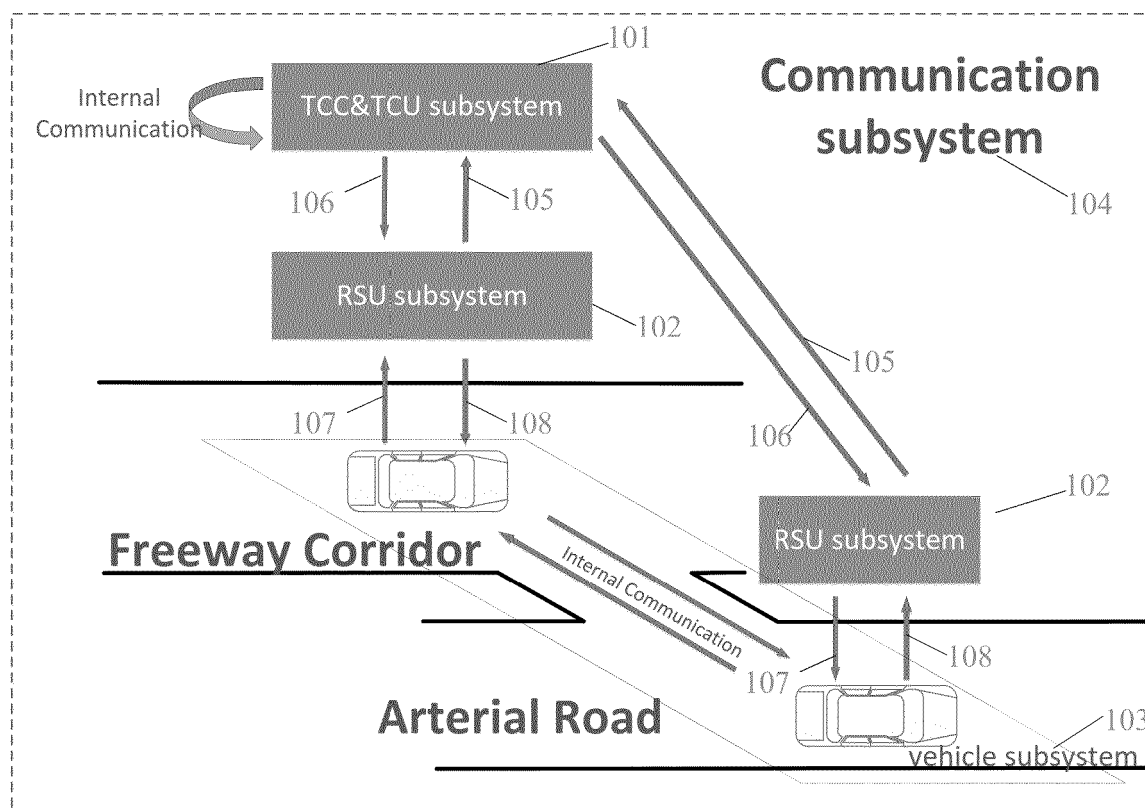 101
Communication
subsystem
104
Internal
Communication
TCC&TCU subsystem
106
105
RSU subsystem
102
105
106
107
108
102
RSU subsystem
Freeway Corridor
Internal Communication
107
108
Arterial Road
103
vehicle subsystem